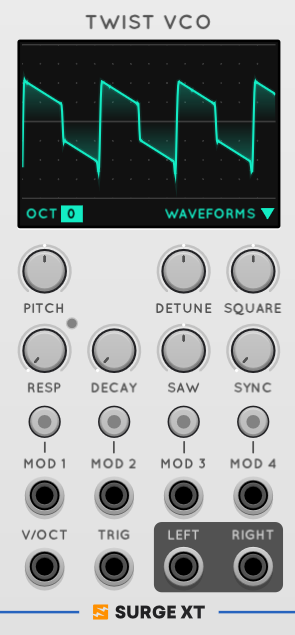 TWIST VCO
OCT 0 WAVEFORMS
PITCH DETUNE SQUARE
RESP DECAY SAW SYNC
MOD 1 MOD 2 MOD 3 MOD 4
V/OCT TRIG LEFT RIGHT
SURGE XT